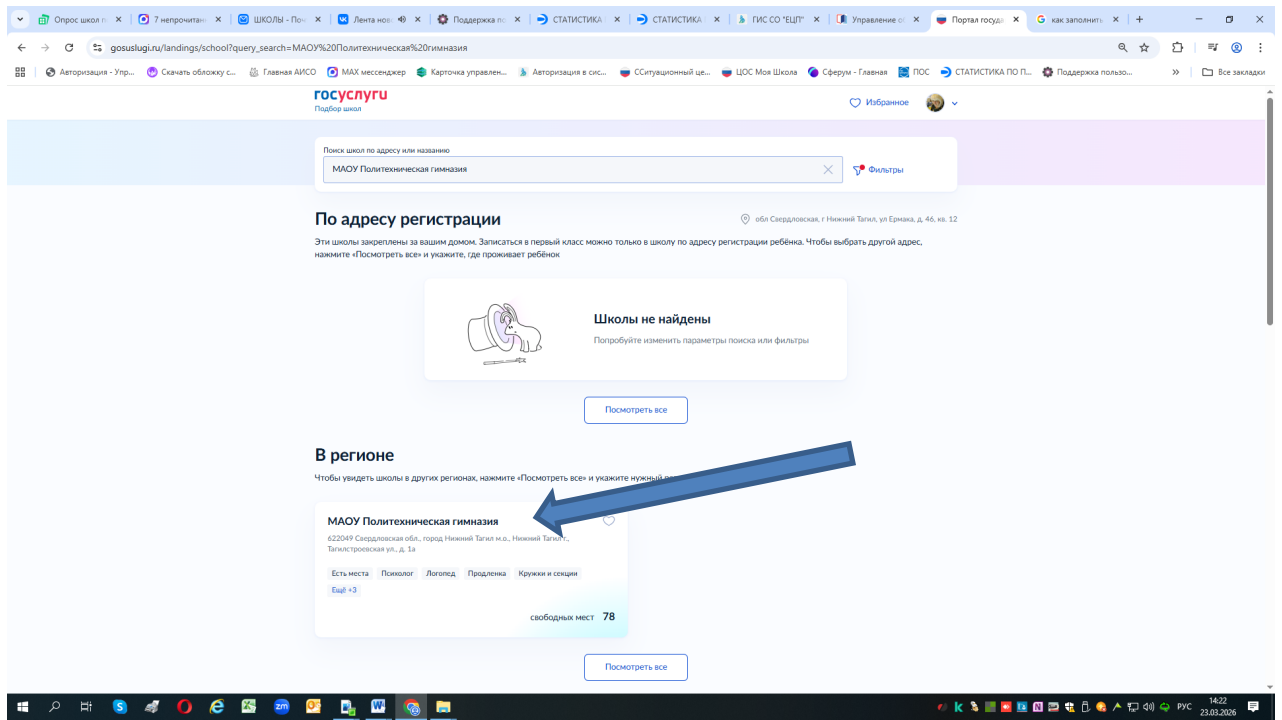 Опрос школ п
7 непрочитанн
ШКОЛЫ - Поч
Лента ново
Поддержка по
СТАТИСТИКА
СТАТИСТИКА
ГИС СО "ЕЦП"
Управление о
Портал госуда
как заполнить
gosuslugi.ru/landings/school?query_search=МАОУ%20Политехническая%20гимназия
Авторизация - Упр...
Скачать обложку с...
Главная АИСО
MAX мессенджер
Карточка управлен...
Авторизация в сис...
ССитуационный це...
ЦОС Моя Школа
Сферум - Главная
ПОС
СТАТИСТИКА ПО П...
Поддержка пользо...
Все закладки
госуслуги
Подбор школ
Избранное
Поиск школ по адресу или названию
МАОУ Политехническая гимназия
Фильтры
По адресу регистрации
обл Свердловская, г Нижний Тагил, ул Ермака, д. 46, кв. 12
Эти школы закреплены за вашим домом. Записаться в первый класс можно только в школу по адресу регистрации ребёнка. Чтобы выбрать другой адрес,
нажмите «Посмотреть все» и укажите, где проживает ребёнок
Школы не найдены
Попробуйте изменить параметры поиска или фильтры
Посмотреть все
В регионе
Чтобы увидеть школы в других регионах, нажмите «Посмотреть все» и укажите нужный
МАОУ Политехническая гимназия
622049 Свердловская обл., город Нижний Тагил м.о., Нижний Тагил г.,
Тагилстроевская ул., д. 1а
Есть места
Психолог
Логопед
Продленка
Кружки и секции
Ещё +3
свободных мест 78
Посмотреть все
РУС
14:22
23.03.2026